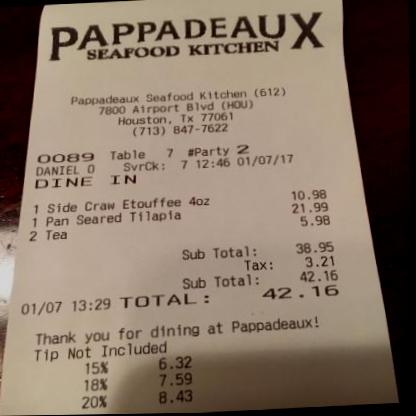 PAPPADEAUX
SEAFOOD KITCHEN
Pappadeaux Seafood Kitchen (612)
7800 Airport Blvd (HOU)
Houston, Tx 77061
(713) 847-7622
0089 Table 7 #Party 2
DANIEL O SvrCk: 7 12:46 01/07/17
DINE IN
1 Side Craw Etouffee 4oz 10.98
1 Pan Seared Tilapia 21.99
2 Tea 5.98
Sub Total: 38.95
Tax: 3.21
Sub Total: 42.16
01/07 13:29 TOTAL: 42.16
Thank you for dining at Pappadeaux!
Tip Not Included
15% 6.32
18% 7.59
20% 8.43